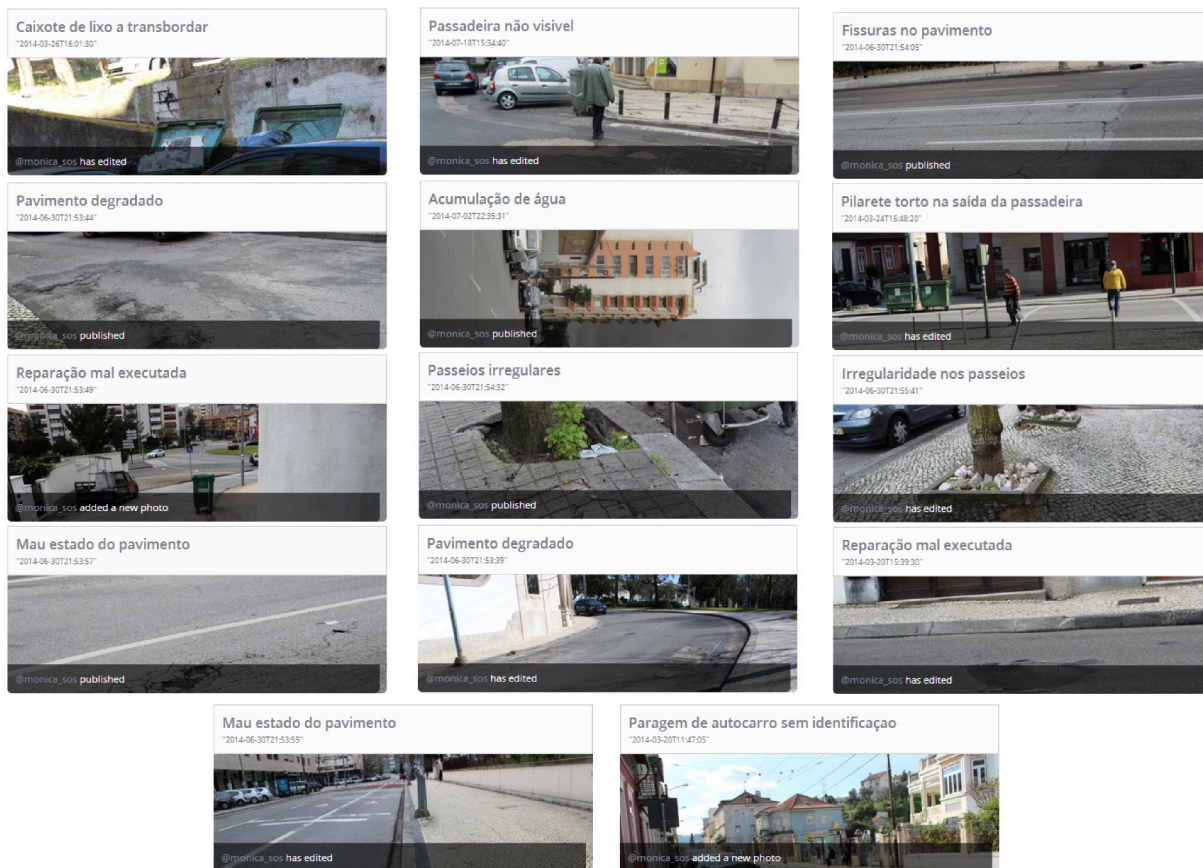 Caixote de lixo a transbordar
"2014-03-26T16:01:30"
@monica_sos has edited
Passadeira não visivel
"2014-07-18T15:34:40"
@monica_sos has edited
Fissuras no pavimento
"2014-06-30T21:54:05"
@monica_sos published
Pavimento degradado
"2014-06-30T21:53:44"
@monica_sos published
Acumulação de água
"2014-07-02T22:35:31"
@monica_sos published
Pilarete torto na saída da passadeira
"2014-03-24T15:48:20"
@monica_sos has edited
Reparação mal executada
"2014-06-30T21:53:49"
@monica_sos added a new photo
Passeios irregulares
"2014-06-30T21:54:32"
@monica_sos published
Irregularidade nos passeios
"2014-06-30T21:55:41"
@monica_sos has edited
Mau estado do pavimento
"2014-06-30T21:53:57"
@monica_sos published
Pavimento degradado
"2014-06-30T21:53:39"
@monica_sos has edited
Reparação mal executada
"2014-03-20T15:39:30"
@monica_sos has edited
Mau estado do pavimento
"2014-06-30T21:53:59"
@monica_sos has edited
Paragem de autocarro sem identificaçao
"2014-03-20T11:47:05"
@monica_sos added a new photo